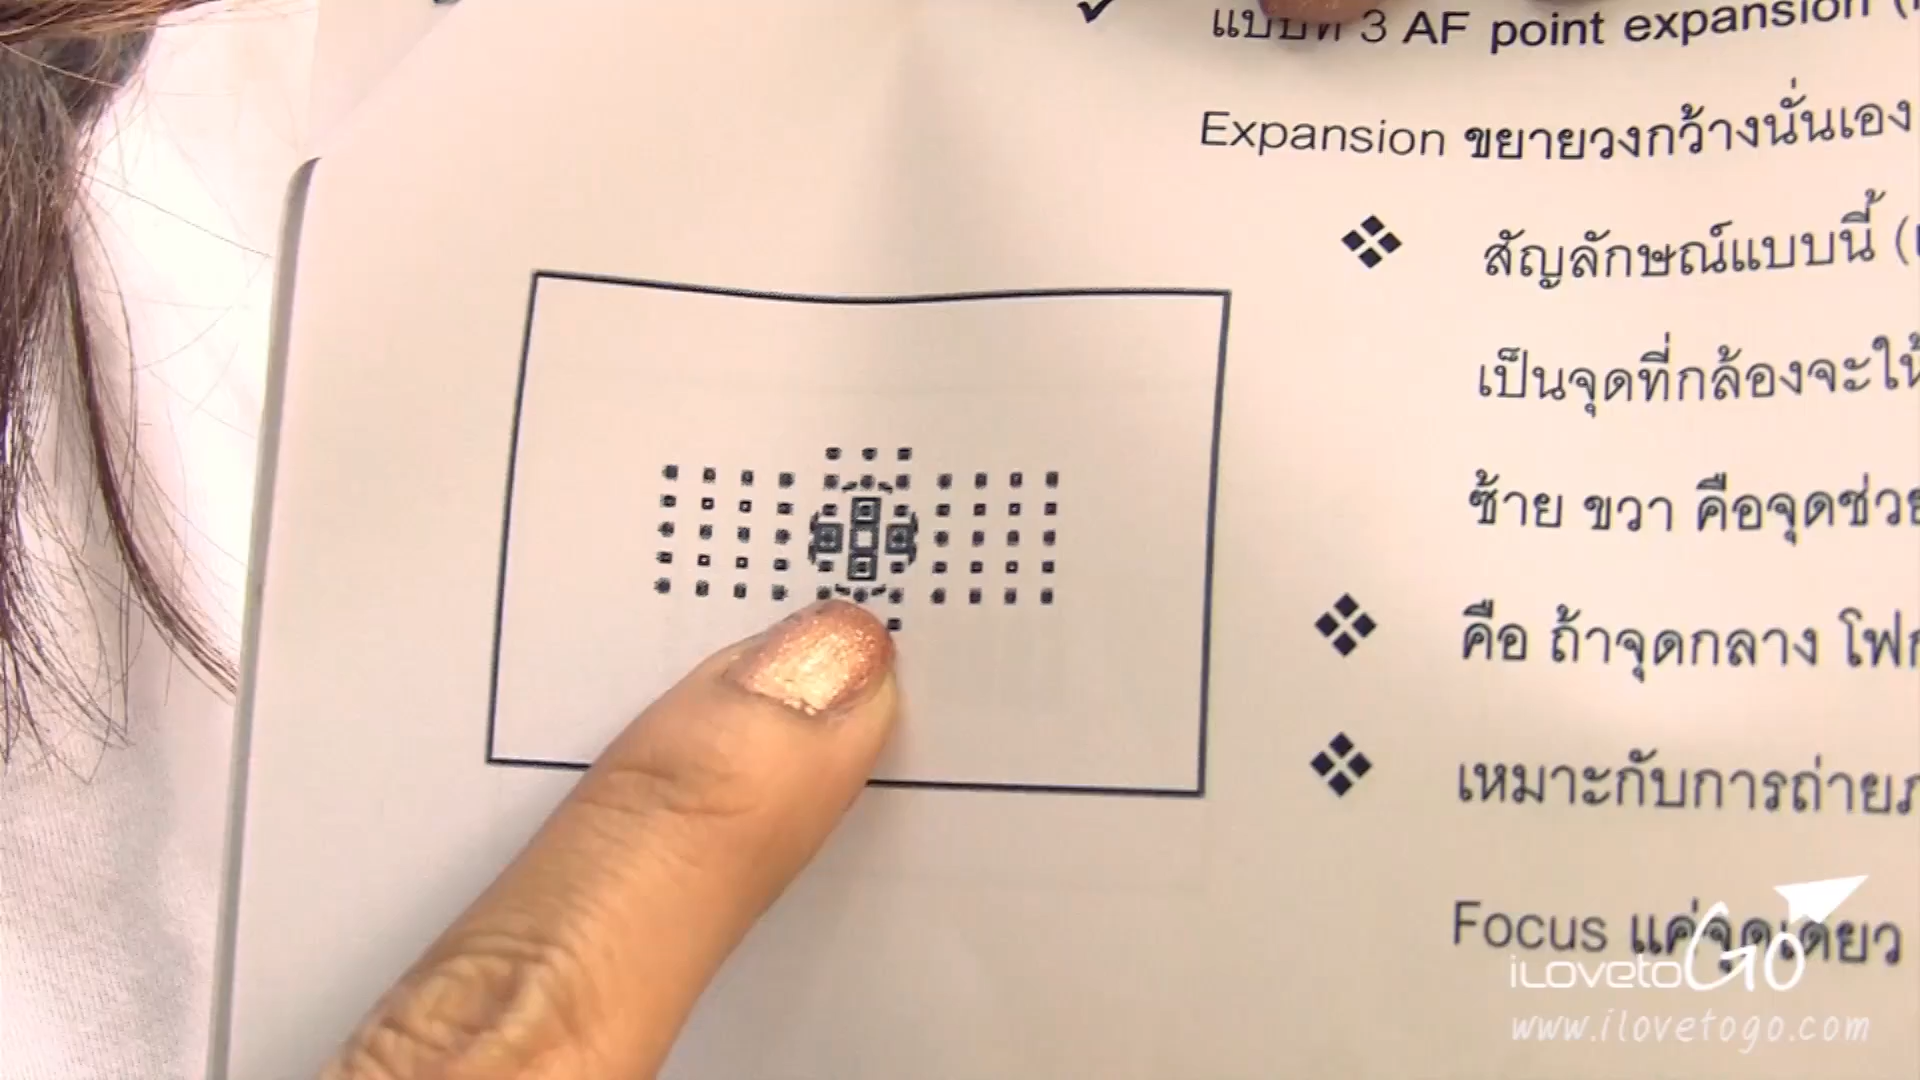 แบบที่ 3 AF point expansion
Expansion ขยายวงกว้างนั่นเอง
สัญลักษณ์แบบนี้
เป็นจุดที่กล้องจะให้
ซ้าย ขวา คือจุดช่วย
คือ ถ้าจุดกลาง
เหมาะกับการถ่าย
Focus แค่จุดเดียว
iLovetoGo
www.ilovetogo.com